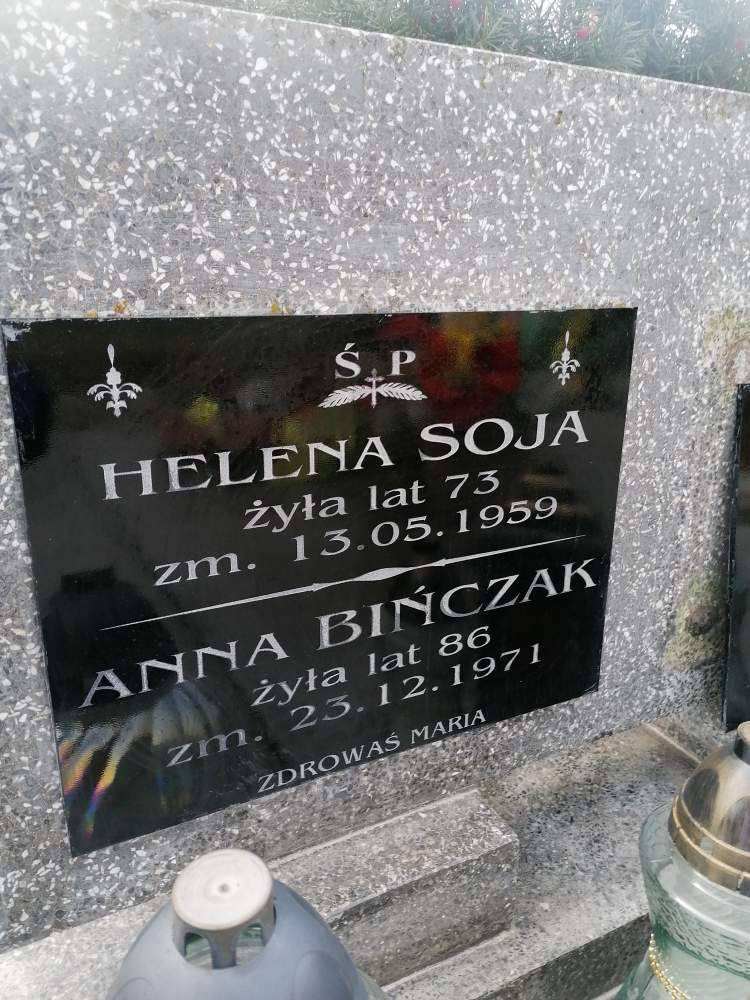 Ś P
HELENA SOJA
żyła lat 73
zm. 13.05.1959
ANNA BIŃCZAK
żyła lat 86
zm. 23.12.1971
ZDROWAŚ MARIA